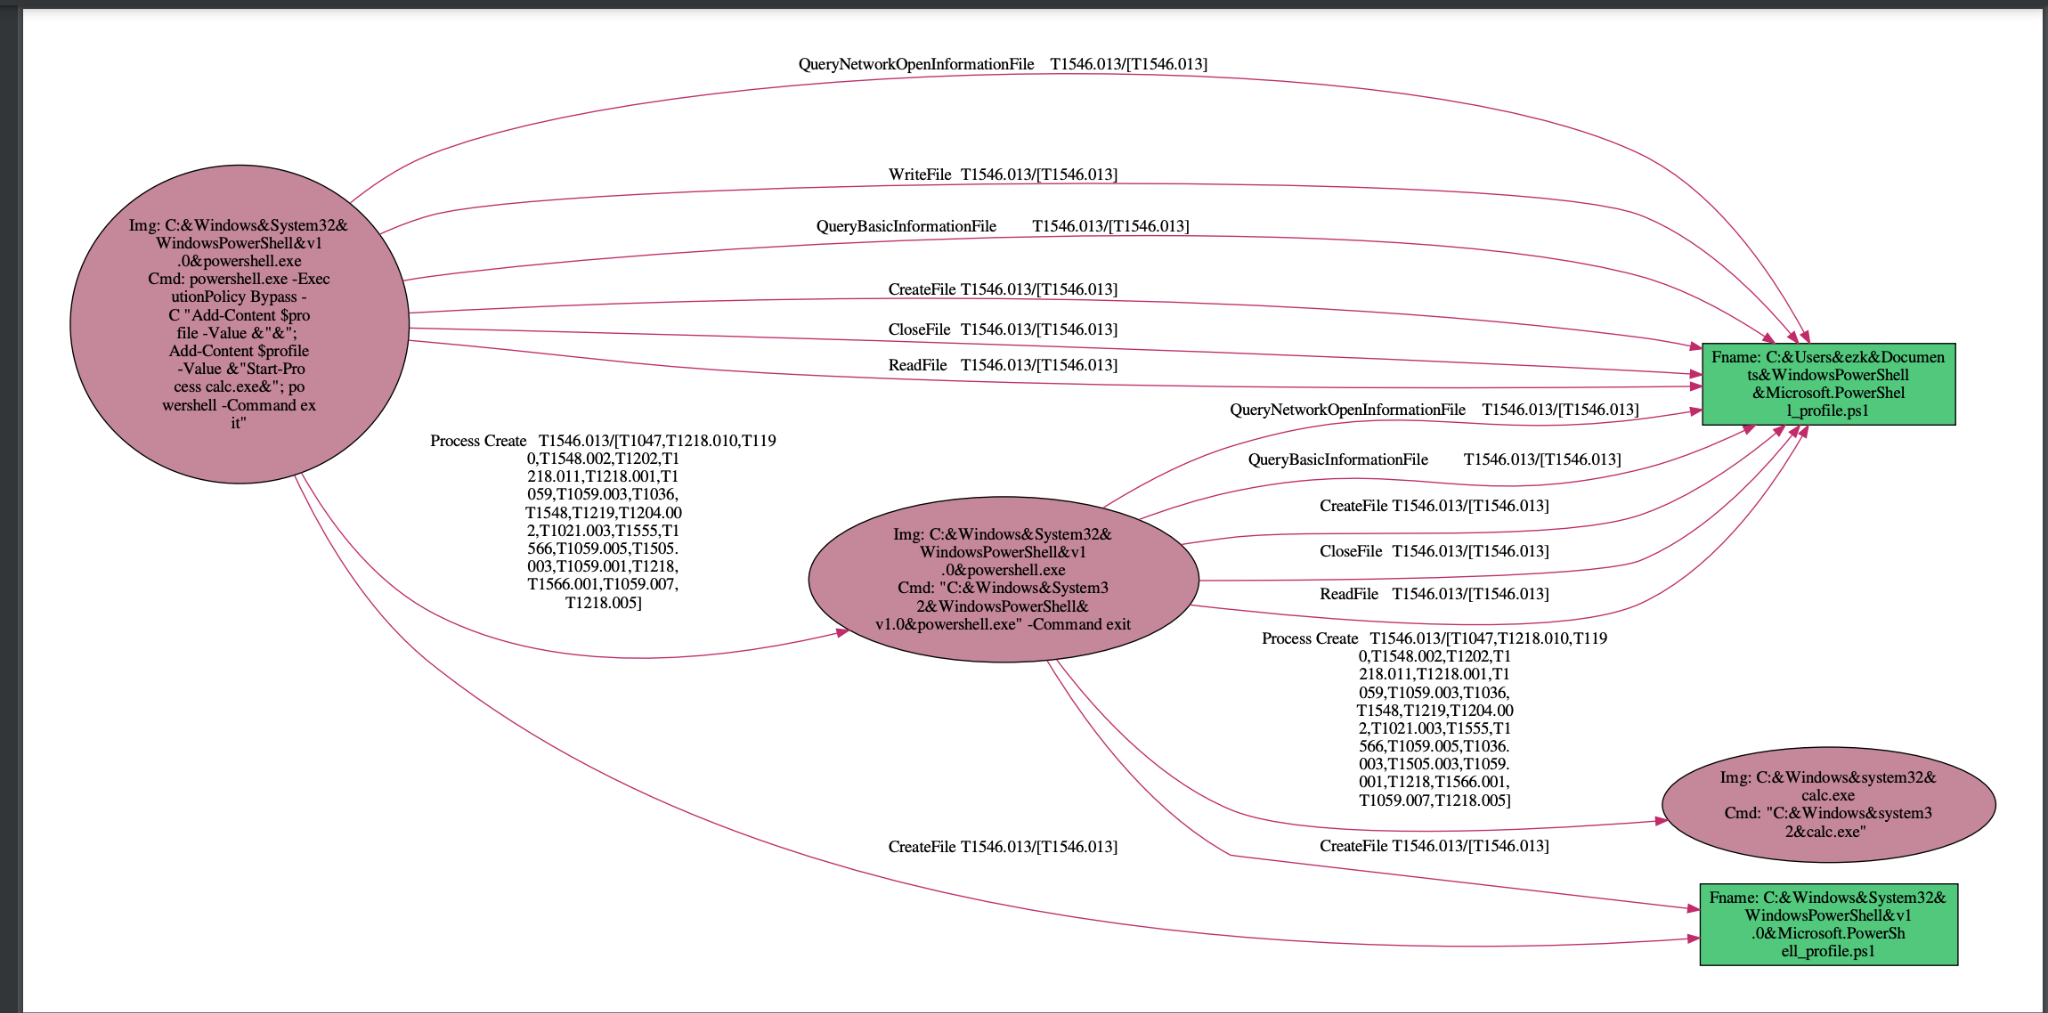 QueryNetworkOpenInformationFile T1546.013/[T1546.013]
WriteFile T1546.013/[T1546.013]
QueryBasicInformationFile T1546.013/[T1546.013]
CreateFile T1546.013/[T1546.013]
CloseFile T1546.013/[T1546.013]
ReadFile T1546.013/[T1546.013]
Img: C:&Windows&System32&
WindowsPowerShell&v1
.0&powershell.exe
Cmd: powershell.exe -Exec
utionPolicy Bypass -
C "Add-Content $pro
file -Value &"&";
Add-Content $profile
-Value &"Start-Pro
cess calc.exe&"; po
wershell -Command ex
it"
Fname: C:&Users&ezk&Documen
ts&WindowsPowerShell
&Microsoft.PowerShel
l_profile.ps1
Process Create T1546.013/[T1047,T1218.010,T119
0,T1548.002,T1202,T1
218.011,T1218.001,T1
059,T1059.003,T1036,
T1548,T1219,T1204.00
2,T1021.003,T1555,T1
566,T1059.005,T1505.
003,T1059.001,T1218,
T1566.001,T1059.007,
T1218.005]
QueryNetworkOpenInformationFile T1546.013/[T1546.013]
QueryBasicInformationFile T1546.013/[T1546.013]
CreateFile T1546.013/[T1546.013]
CloseFile T1546.013/[T1546.013]
ReadFile T1546.013/[T1546.013]
Img: C:&Windows&System32&
WindowsPowerShell&v1
.0&powershell.exe
Cmd: "C:&Windows&System3
2&WindowsPowerShell&
v1.0&powershell.exe" -Command exit
Process Create T1546.013/[T1047,T1218.010,T119
0,T1548.002,T1202,T1
218.011,T1218.001,T1
059,T1059.003,T1036,
T1548,T1219,T1204.00
2,T1021.003,T1555,T1
566,T1059.005,T1036.
003,T1505.003,T1059.
001,T1218,T1566.001,
T1059.007,T1218.005]
Img: C:&Windows&system32&
calc.exe
Cmd: "C:&Windows&system3
2&calc.exe"
CreateFile T1546.013/[T1546.013]
CreateFile T1546.013/[T1546.013]
Fname: C:&Windows&System32&
WindowsPowerShell&v1
.0&Microsoft.PowerSh
ell_profile.ps1